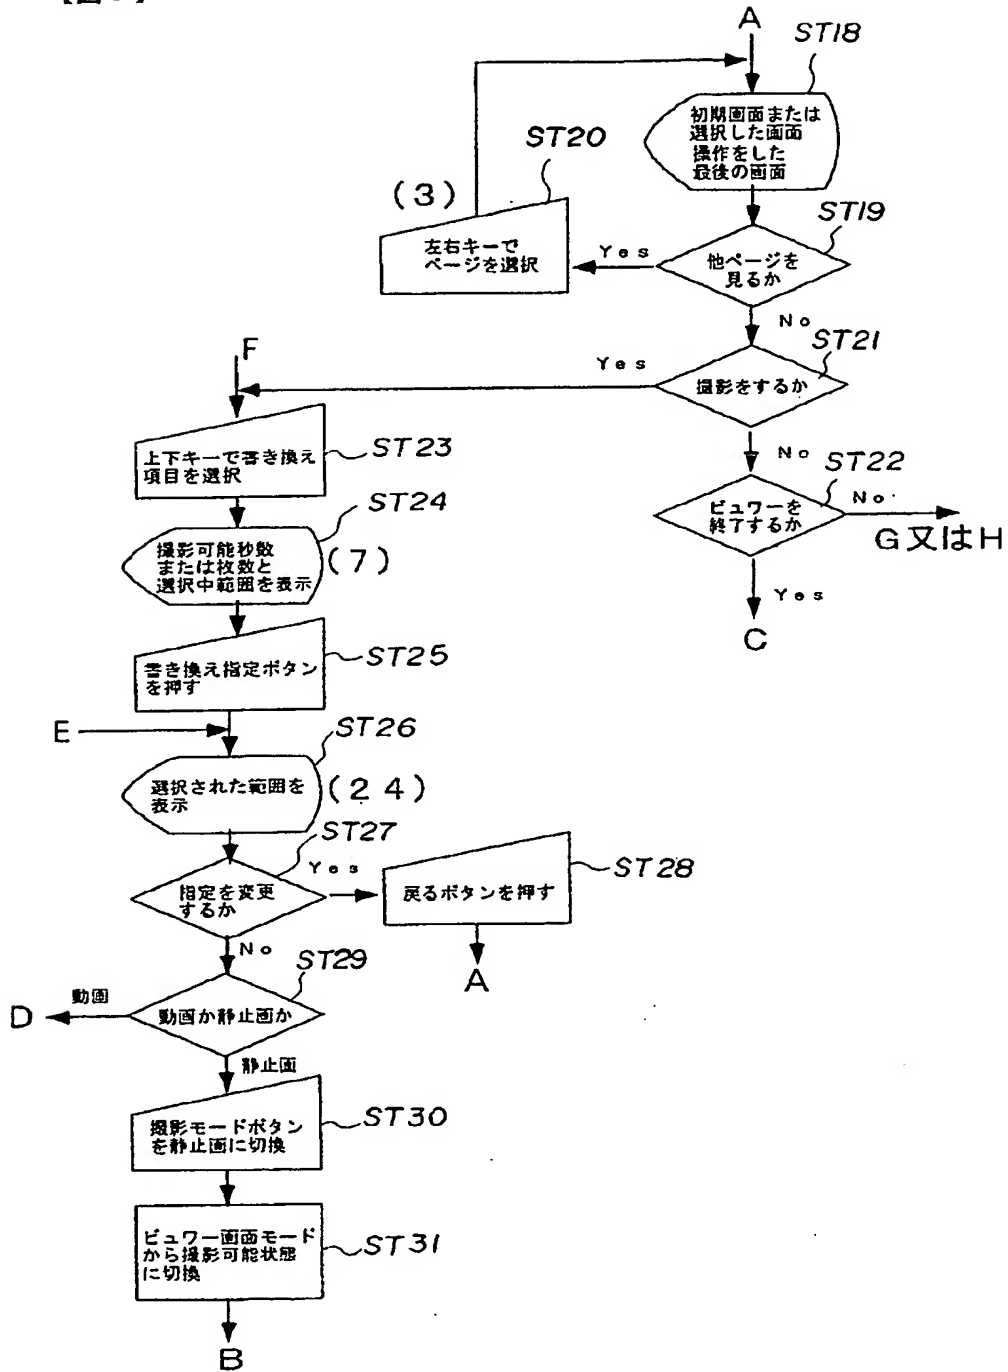 A
ST18
初期画面または
選択した画面
操作をした
最後の画面
ST20
(3)
左右キーで
ページを選択
Yes
ST19
他ページを
見るか
No
ST21
F
Yes
撮影をするか
上下キーで書き換え
項目を選択
ST23
No
ST22
ビュワーを
終了するか
No
G又はH
ST24
撮影可能秒数
または枚数と
選択中範囲を表示
(7)
Yes
C
書き換え指定ボタン
を押す
ST25
E
ST26
選択された範囲を
表示
(24)
ST27
指定を変更
するか
Yes
戻るボタンを押す
ST28
A
No
ST29
D
動画
動画か静止画か
静止画
撮影モードボタン
を静止画に切換
ST30
ビュワー画面モード
から撮影可能状態
に切換
ST31
B